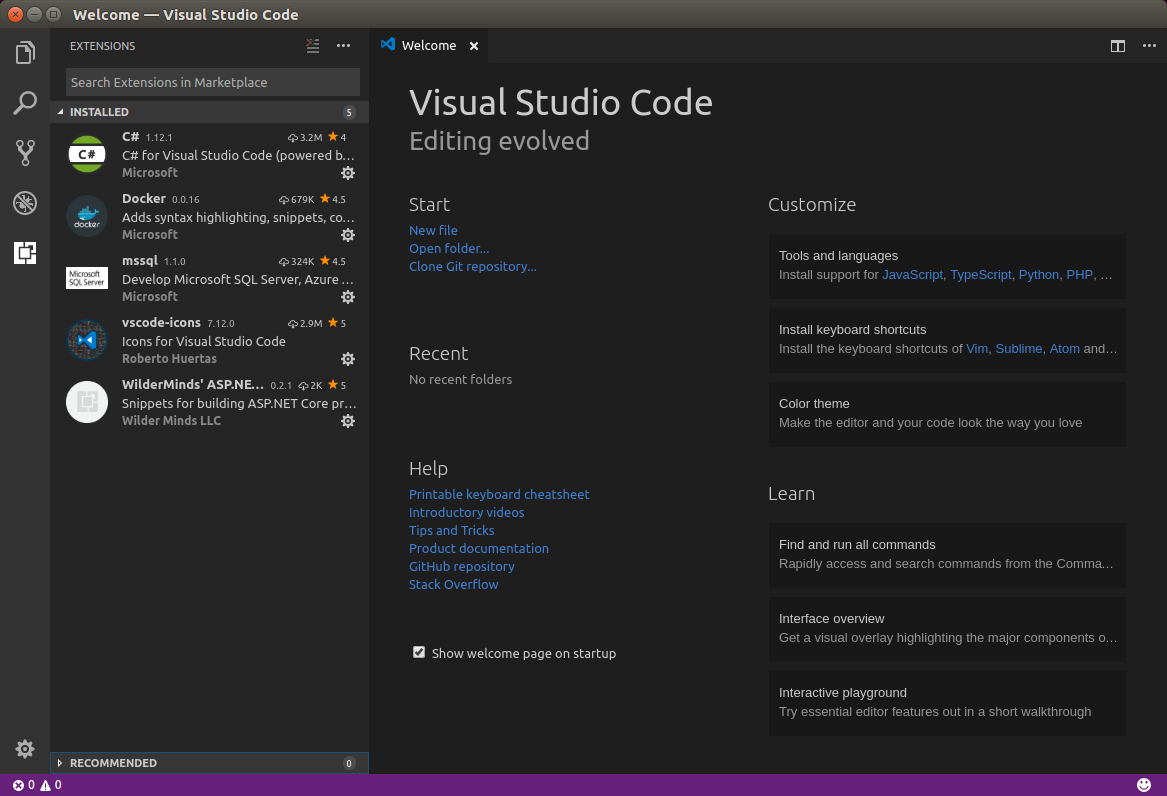 Welcome — Visual Studio Code
EXTENSIONS
Search Extensions in Marketplace
INSTALLED 5
C# 1.12.1 3.2M 4
C#
C# for Visual Studio Code (powered b...
Microsoft
Docker 0.0.16 679K 4.5
docker
Adds syntax highlighting, snippets, co...
Microsoft
mssql 1.1.0 324K 4.5
Microsoft
SQL Server
Develop Microsoft SQL Server, Azure ...
Microsoft
vscode-icons 7.12.0 2.9M 5
Icons for Visual Studio Code
Roberto Huertas
WilderMinds' ASP.NE... 0.2.1 2K 5
Snippets for building ASP.NET Core pr...
Wilder Minds LLC
RECOMMENDED 0
Welcome
Visual Studio Code
Editing evolved
Start
New file
Open folder...
Clone Git repository...
Recent
No recent folders
Help
Printable keyboard cheatsheet
Introductory videos
Tips and Tricks
Product documentation
GitHub repository
Stack Overflow
Show welcome page on startup
Customize
Tools and languages
Install support for JavaScript, TypeScript, Python, PHP, ...
Install keyboard shortcuts
Install the keyboard shortcuts of Vim, Sublime, Atom and...
Color theme
Make the editor and your code look the way you love
Learn
Find and run all commands
Rapidly access and search commands from the Comma...
Interface overview
Get a visual overlay highlighting the major components o...
Interactive playground
Try essential editor features out in a short walkthrough
0 0